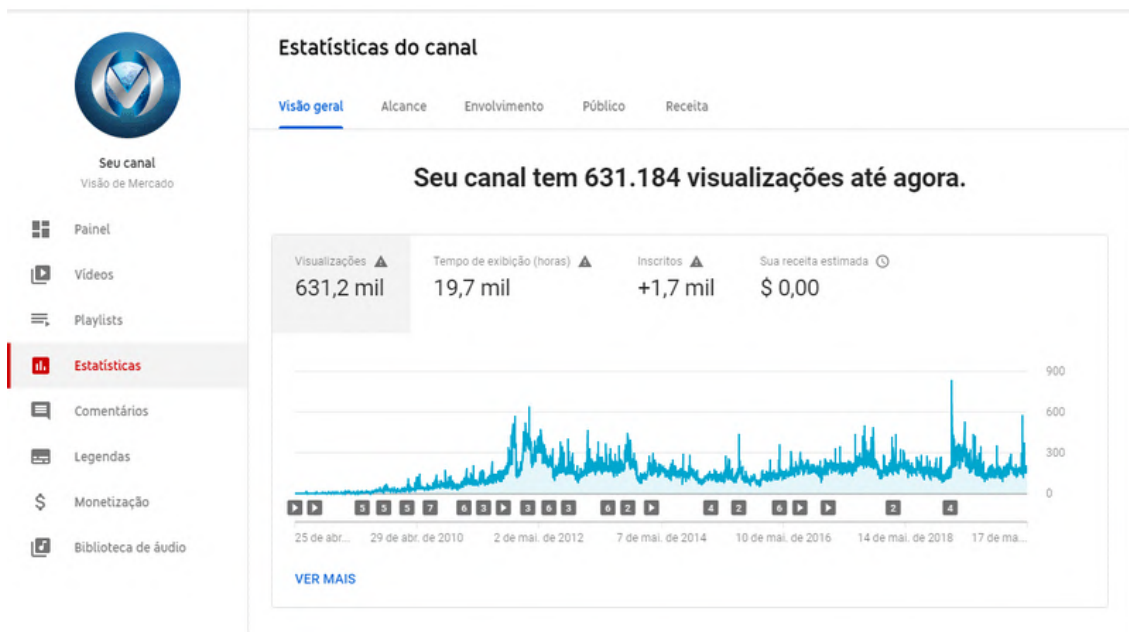 Seu canal
Visão de Mercado
Painel
Vídeos
Playlists
Estatísticas
Comentários
Legendas
$ Monetização
Biblioteca de áudio
Estatísticas do canal
Visão geral Alcance Envolvimento Público Receita
Seu canal tem 631.184 visualizações até agora.
Visualizações Tempo de exibição (horas) Inscritos Sua receita estimada
631,2 mil 19,7 mil +1,7 mil $ 0,00
900
600
300
0
5 5 5 7 6 3 3 6 3 6 2 4 2 6 2 4
25 de abr... 29 de abr. de 2010 2 de mai. de 2012 7 de mai. de 2014 10 de mai. de 2016 14 de mai. de 2018 17 de ma...
VER MAIS